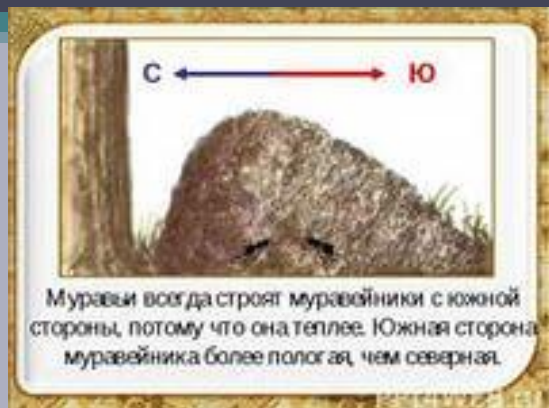 С Ю
Муравьи всегда строят муравейники с южной
стороны, потому что она теплее. Южная сторона
муравейника более пологая, чем северная.